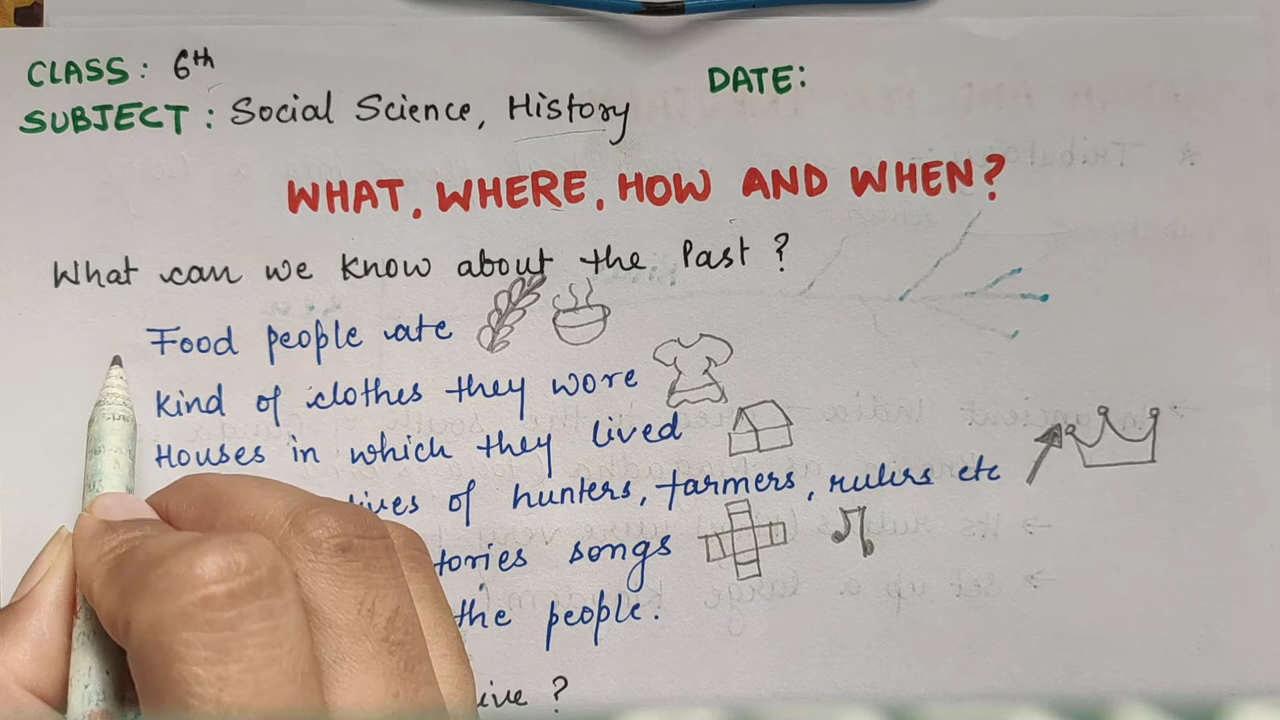 CLASS: 6th
DATE:
SUBJECT: Social Science, History
WHAT, WHERE, HOW AND WHEN?
What can we know about the Past?
Food people ate
Kind of clothes they wore
Houses in which they lived
of hunters, farmers, rulers etc
songs
the people.